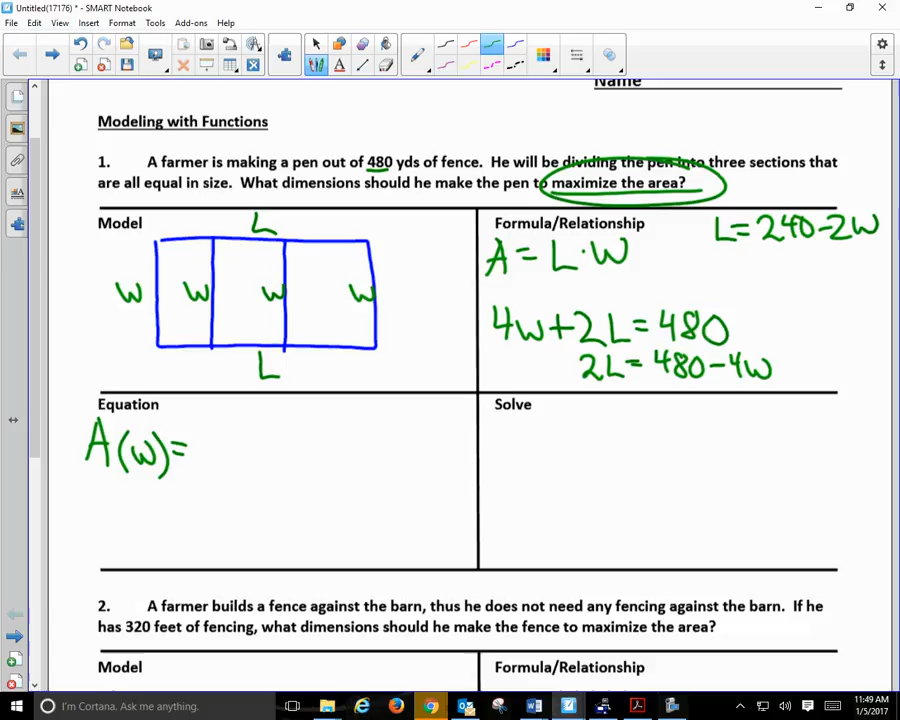 Untitled(17176) * - SMART Notebook
File Edit View Insert Format Tools Add-ons Help
Name
Modeling with Functions
1. A farmer is making a pen out of 480 yds of fence. He will be dividing the pen into three sections that
are all equal in size. What dimensions should he make the pen to maximize the area?
Model
L
W W W W
L
Formula/Relationship
L = 240 - 2W
A = L · W
4W + 2L = 480
2L = 480 - 4W
Equation
A(W) =
Solve
2. A farmer builds a fence against the barn, thus he does not need any fencing against the barn. If he
has 320 feet of fencing, what dimensions should he make the fence to maximize the area?
Model
Formula/Relationship
I'm Cortana. Ask me anything.
11:49 AM
1/5/2017